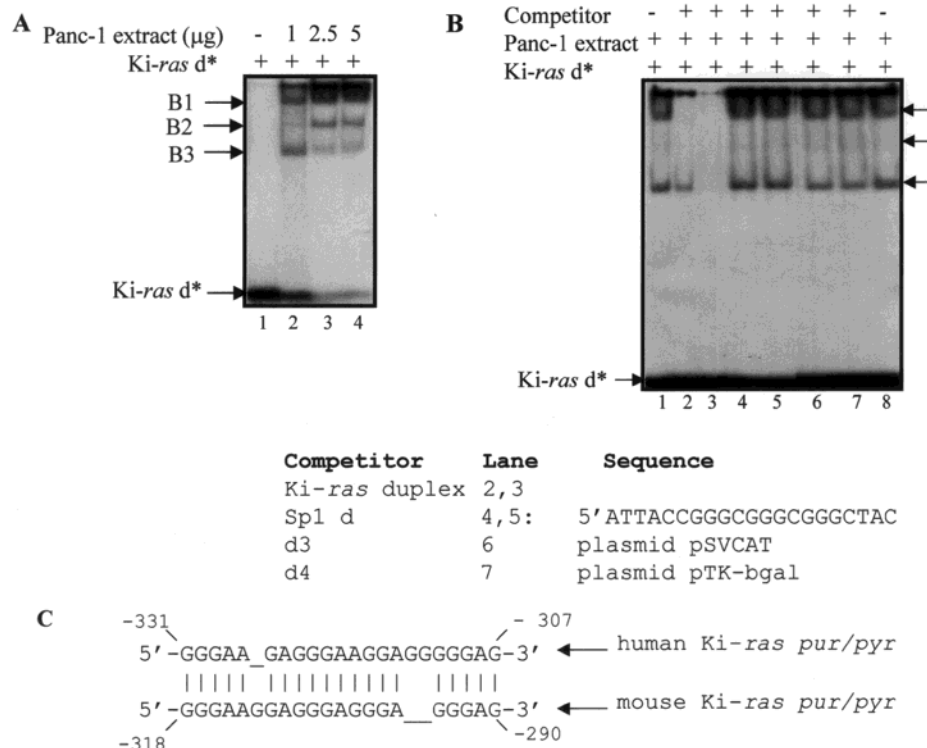 A
Panc-1 extract (µg) - 1 2.5 5
Ki-ras d* + + + +
B1
B2
B3
Ki-ras d*
1 2 3 4
B
Competitor - + + + + + + -
Panc-1 extract + + + + + + + +
Ki-ras d* + + + + + + + +
Ki-ras d*
1 2 3 4 5 6 7 8
Competitor Lane Sequence
Ki-ras duplex 2,3
Sp1 d 4,5: 5'ATTACCGGGCGGGCGGGCTAC
d3 6 plasmid pSVCAT
d4 7 plasmid pTK-bgal
C
-331 - 307
5'-GGGAA_GAGGGAAGGAGGGGGAG-3' human Ki-ras pur/pyr
5'-GGGAAGGAGGGAGGGA__GGGAG-3' mouse Ki-ras pur/pyr
-318 -290